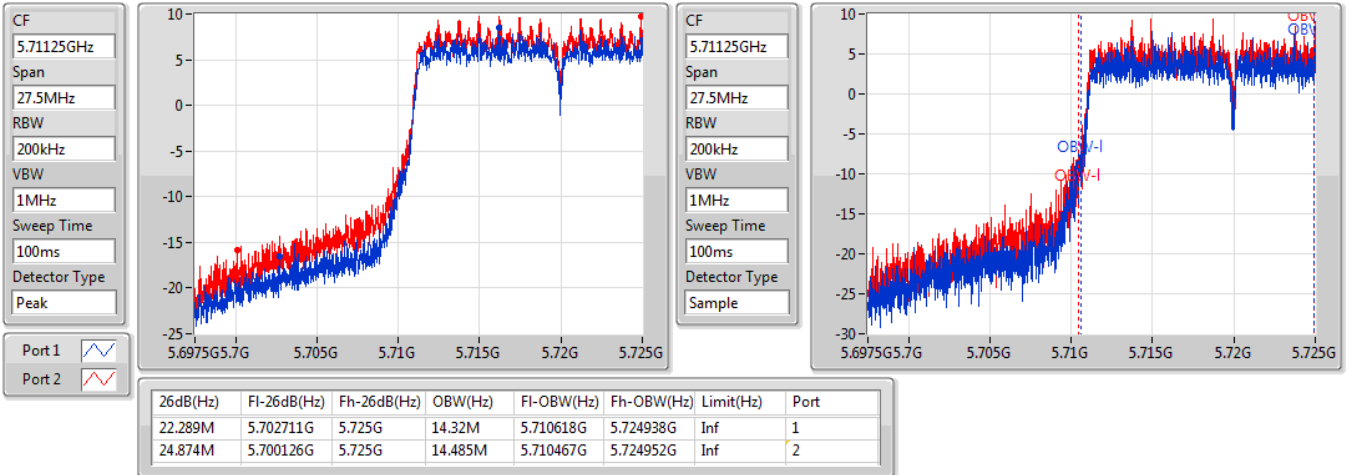 CF
5.71125GHz
Span
27.5MHz
RBW
200kHz
VBW
1MHz
Sweep Time
100ms
Detector Type
Peak
Port 1
Port 2
10
5
0
-5
-10
-15
-20
-25
5.6975G 5.7G 5.705G 5.71G 5.715G 5.72G 5.725G
CF
5.71125GHz
Span
27.5MHz
RBW
200kHz
VBW
1MHz
Sweep Time
100ms
Detector Type
Sample
10
5
0
-5
-10
-15
-20
-25
-30
OBW-l
OBW-l
5.6975G 5.7G 5.705G 5.71G 5.715G 5.72G 5.725G
26dB(Hz) Fl-26dB(Hz) Fh-26dB(Hz) OBW(Hz) Fl-OBW(Hz) Fh-OBW(Hz) Limit(Hz) Port
22.289M 5.702711G 5.725G 14.32M 5.710618G 5.724938G Inf 1
24.874M 5.700126G 5.725G 14.485M 5.710467G 5.724952G Inf 2